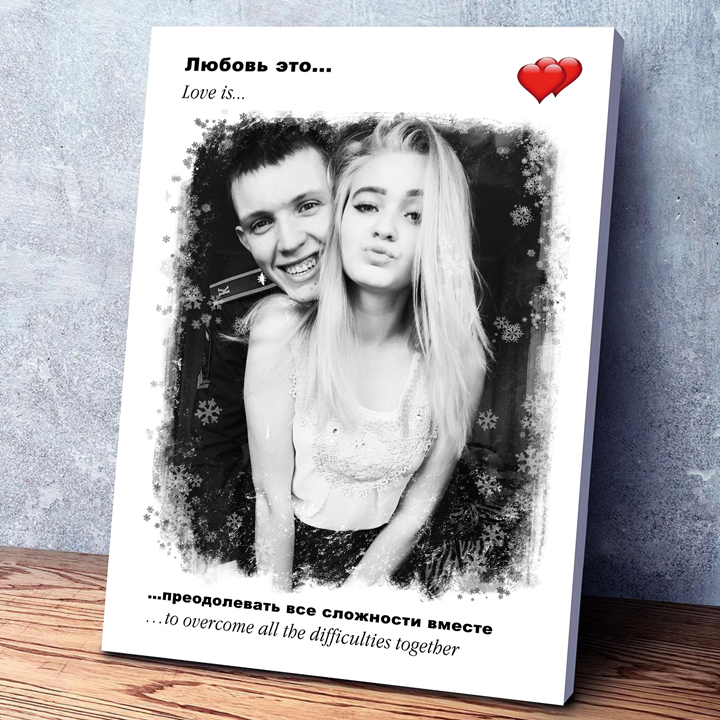 Любовь это...
Love is...
К
...преодолевать все сложности вместе
...to overcome all the difficulties together